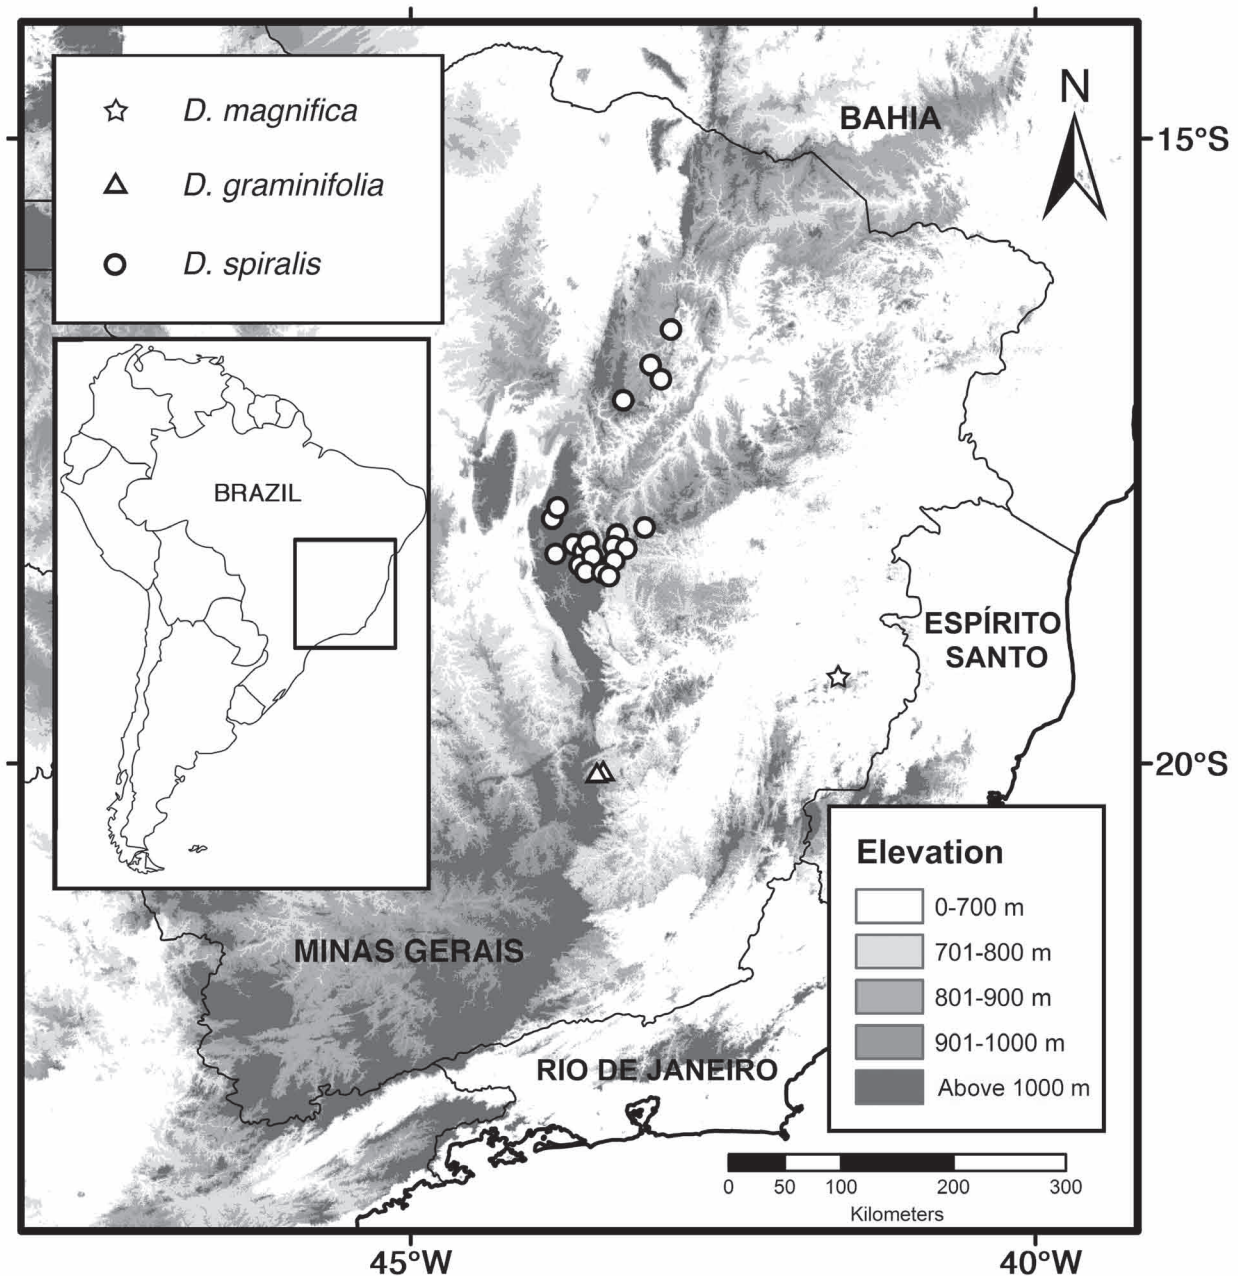 D. magnifica
D. graminifolia
D. spiralis
BAHIA
N
15°S
BRAZIL
ESPÍRITO
SANTO
20°S
Elevation
0-700 m
701-800 m
801-900 m
901-1000 m
Above 1000 m
MINAS GERAIS
RIO DE JANEIRO
0 50 100 200 300
Kilometers
45°W
40°W